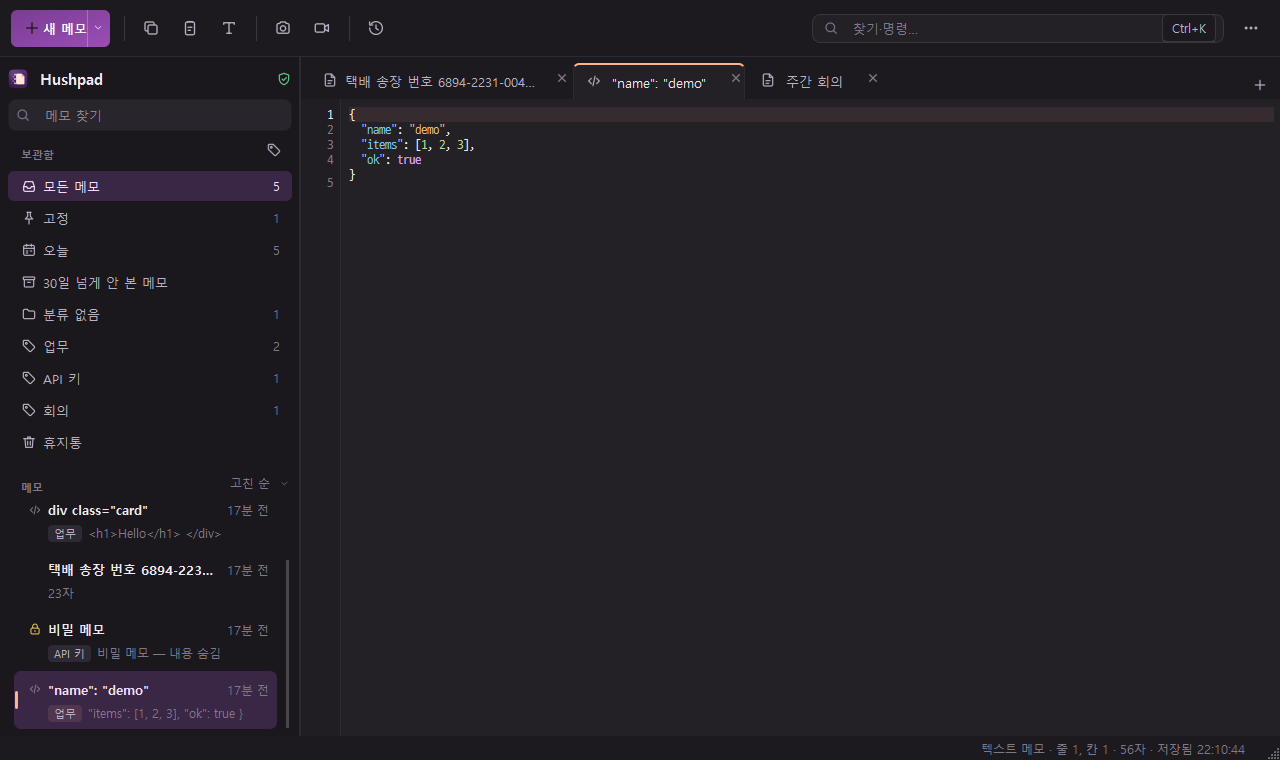 새 메모
찾기·명령...
Ctrl+K
Hushpad
메모 찾기
보관함
모든 메모 5
고정 1
오늘 5
30일 넘게 안 본 메모
분류 없음 1
업무 2
API 키 1
회의 1
휴지통
메모 고친 순
div class="card" 17분 전
업무 <h1>Hello</h1> </div>
택배 송장 번호 6894-223... 17분 전
23자
비밀 메모 17분 전
API 키 비밀 메모 — 내용 숨김
"name": "demo" 17분 전
업무 "items": [1, 2, 3], "ok": true }
택배 송장 번호 6894-2231-004... "name": "demo" 주간 회의
1 {
2 "name": "demo",
3 "items": [1, 2, 3],
4 "ok": true
5 }
텍스트 메모 · 줄 1, 칸 1 · 56자 · 저장됨 22:10:44